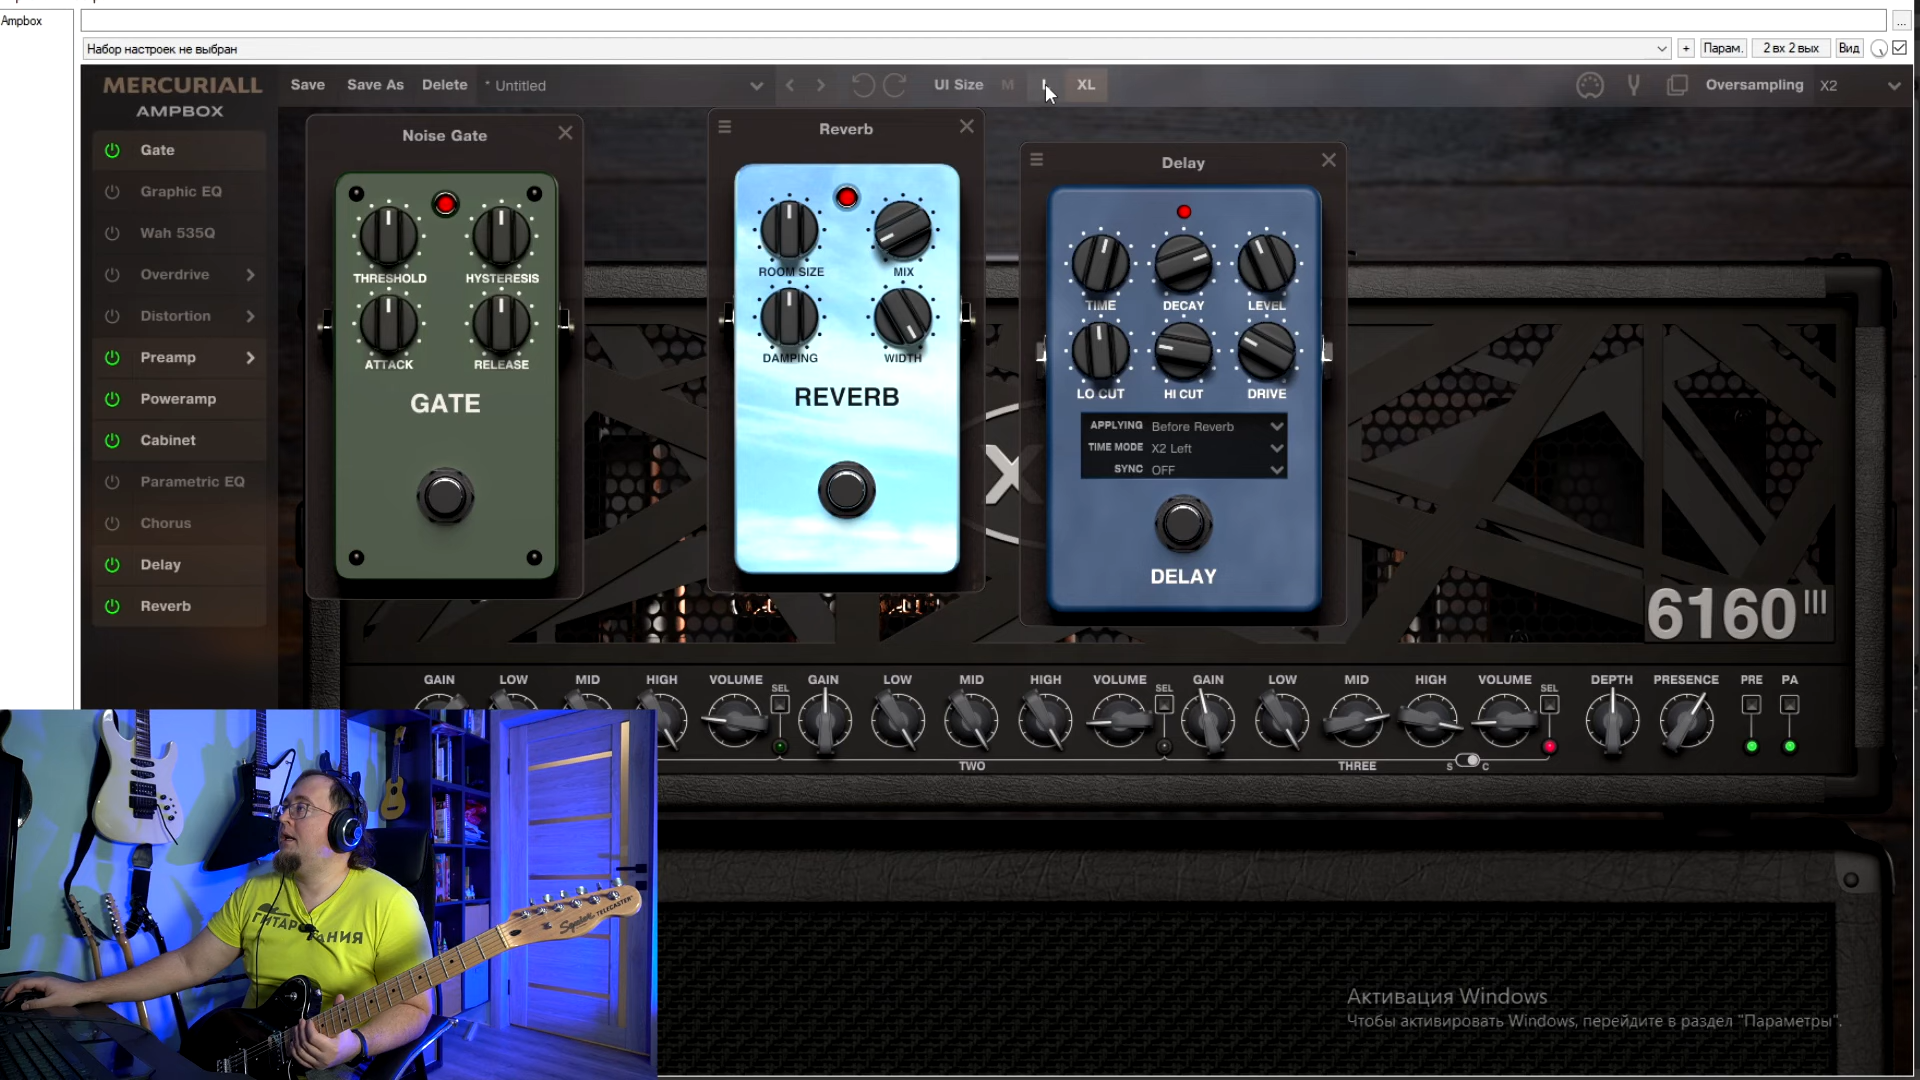 Ampbox
...
Набор настроек не выбран
+
Парам.
2 вх 2 вых
Вид
MERCURIALL
AMPBOX
Save
Save As
Delete
* Untitled
UI Size
M
XL
Oversampling
X2
Gate
Graphic EQ
Wah 535Q
Overdrive
Distortion
Preamp
Poweramp
Cabinet
Parametric EQ
Chorus
Delay
Reverb
Noise Gate
THRESHOLD
HYSTERESIS
ATTACK
RELEASE
GATE
Reverb
ROOM SIZE
MIX
DAMPING
WIDTH
REVERB
Delay
TIME
DECAY
LEVEL
LO CUT
HI CUT
DRIVE
APPLYING Before Reverb
TIME MODE X2 Left
SYNC OFF
DELAY
6160 III
GAIN LOW MID HIGH VOLUME SEL
GAIN LOW MID HIGH VOLUME SEL
GAIN LOW MID HIGH VOLUME SEL
DEPTH PRESENCE PRE PA
TWO
THREE
S C
Squier TELECASTER
Активация Windows
Чтобы активировать Windows, перейдите в раздел "Параметры".